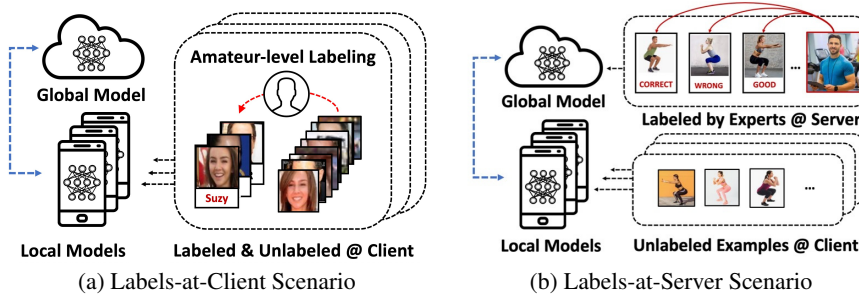 Amateur-level Labeling
Global Model
Suzy
Local Models
Labeled & Unlabeled @ Client
(a) Labels-at-Client Scenario
CORRECT
WRONG
GOOD
...
Global Model
Labeled by Experts @ Server
...
Local Models
Unlabeled Examples @ Client
(b) Labels-at-Server Scenario